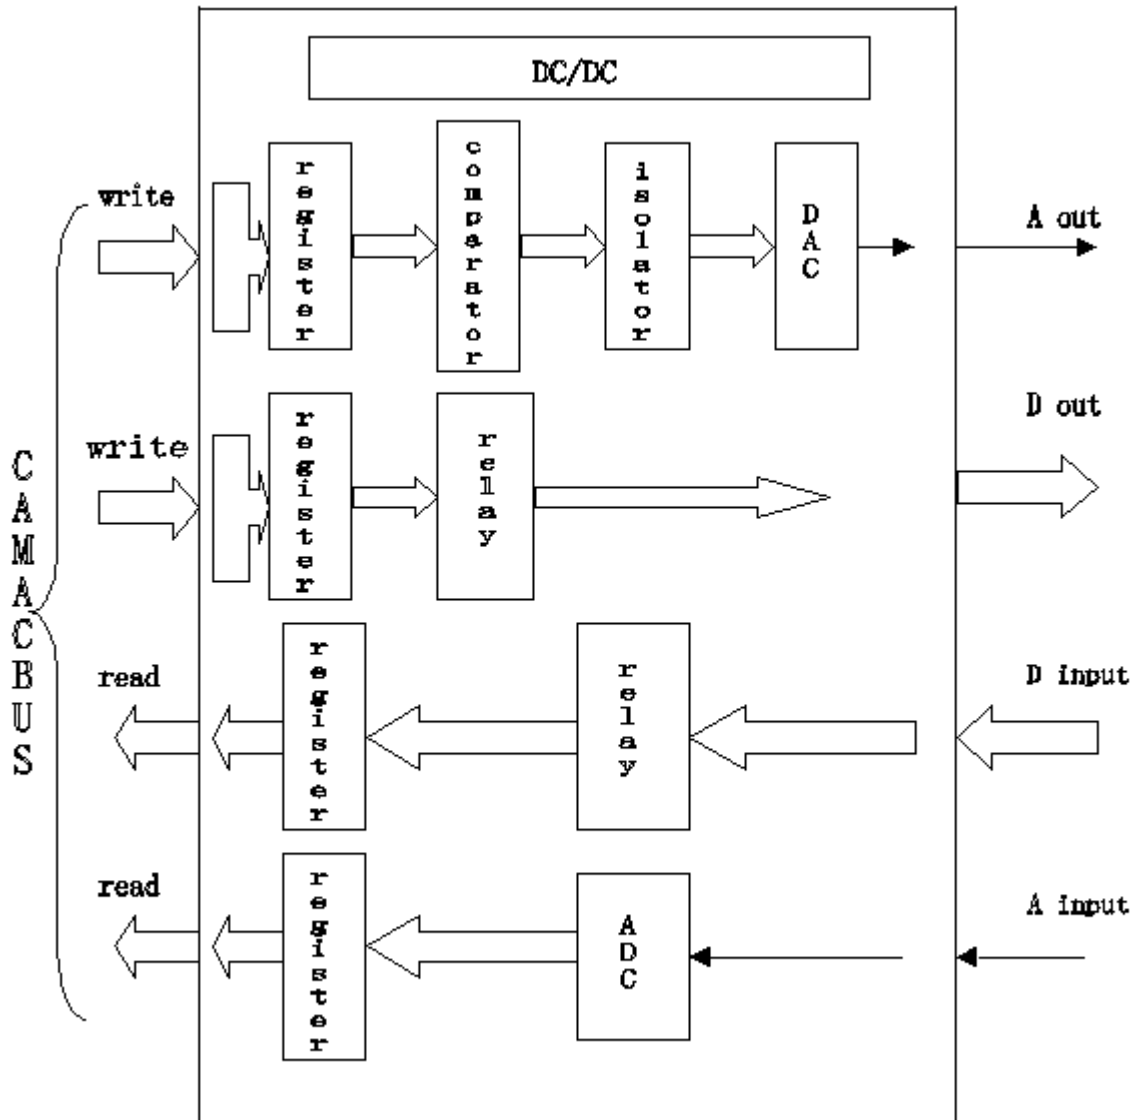 DC/DC
write
register
comparator
isolator
DAC
A out
write
register
relay
D out
CAMACBUS
read
register
relay
D input
read
register
ADC
A input